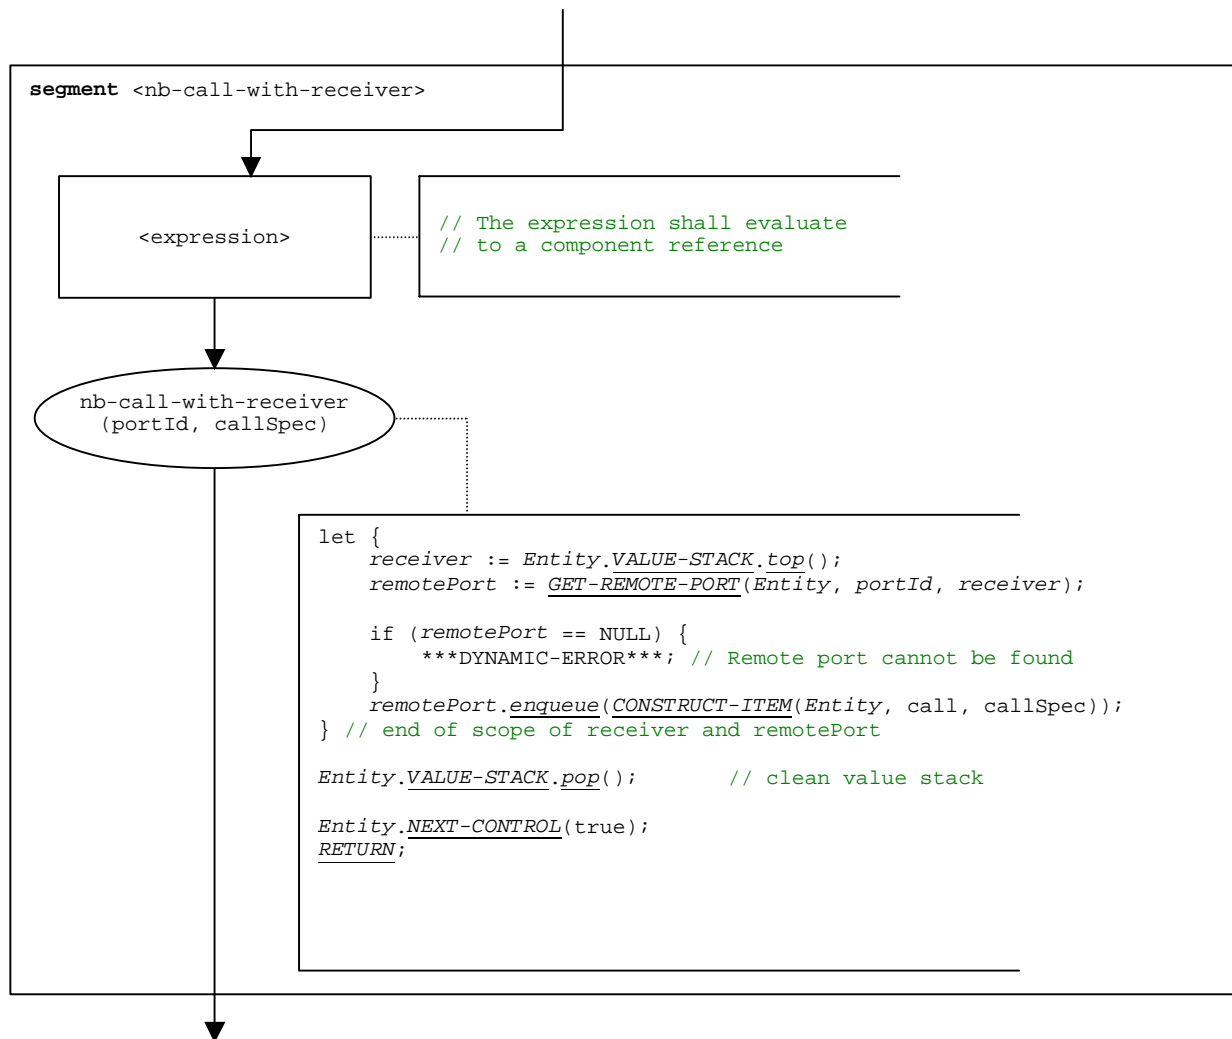 segment <nb-call-with-receiver>
<expression>
// The expression shall evaluate
// to a component reference
nb-call-with-receiver
(portId, callSpec)
let {
receiver := Entity.VALUE-STACK.top();
remotePort := GET-REMOTE-PORT(Entity, portId, receiver);
if (remotePort == NULL) {
***DYNAMIC-ERROR***; // Remote port cannot be found
}
remotePort.enqueue(CONSTRUCT-ITEM(Entity, call, callSpec));
} // end of scope of receiver and remotePort
Entity.VALUE-STACK.pop(); // clean value stack
Entity.NEXT-CONTROL(true);
RETURN;